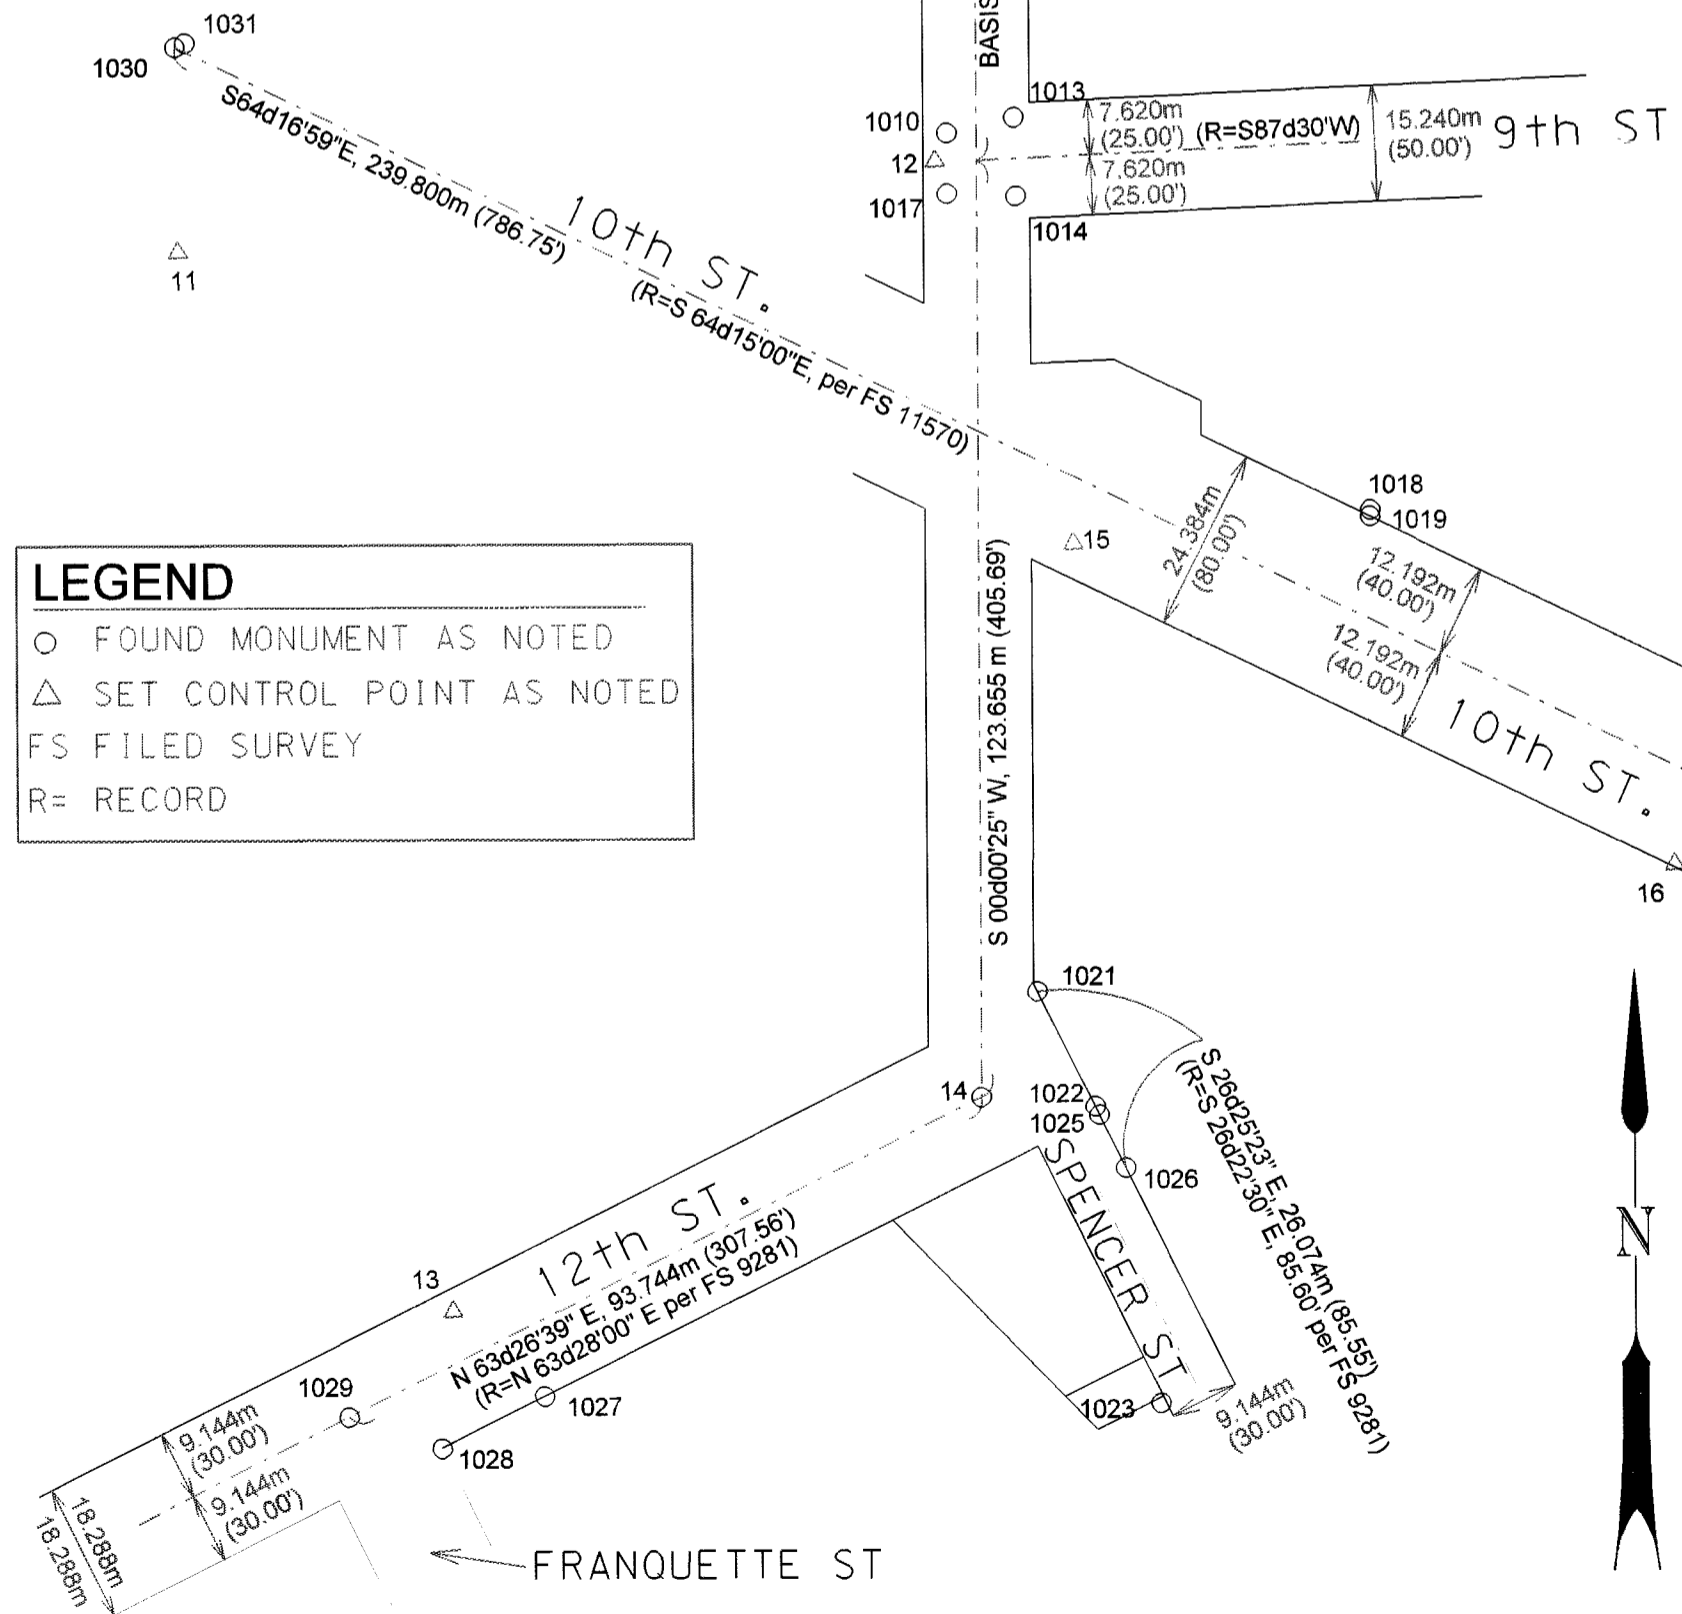 1031
1030
S64d16'59"E, 239.800m (786.75')
10th ST.
(R=S 64d15'00"E, per FS 11570)
11
BASIS
1013
1010
12
1017
1014
7.620m
(25.00')
(R=S87d30'W)
7.620m
(25.00')
15.240m
(50.00')
9th ST
1018
1019
15
24.384m
(80.00')
12.192m
(40.00')
12.192m
(40.00')
10th ST.
16
LEGEND
FOUND MONUMENT AS NOTED
SET CONTROL POINT AS NOTED
FS FILED SURVEY
R= RECORD
S 00d00'25" W, 123.655 m (405.69')
1021
14
1022
1025
1026
S 26d25'23" E, 26.074m (85.55')
(R=S 26d22'30" E, 85.60' per FS 9281)
SPENCER ST
1023
9.144m
(30.00')
12th ST.
13
N 63d26'39" E, 93.744m (307.56')
(R=N 63d28'00" E per FS 9281)
1029
1027
1028
9.144m
(30.00')
9.144m
(30.00')
18.288m
18.288m
FRANQUETTE ST
N